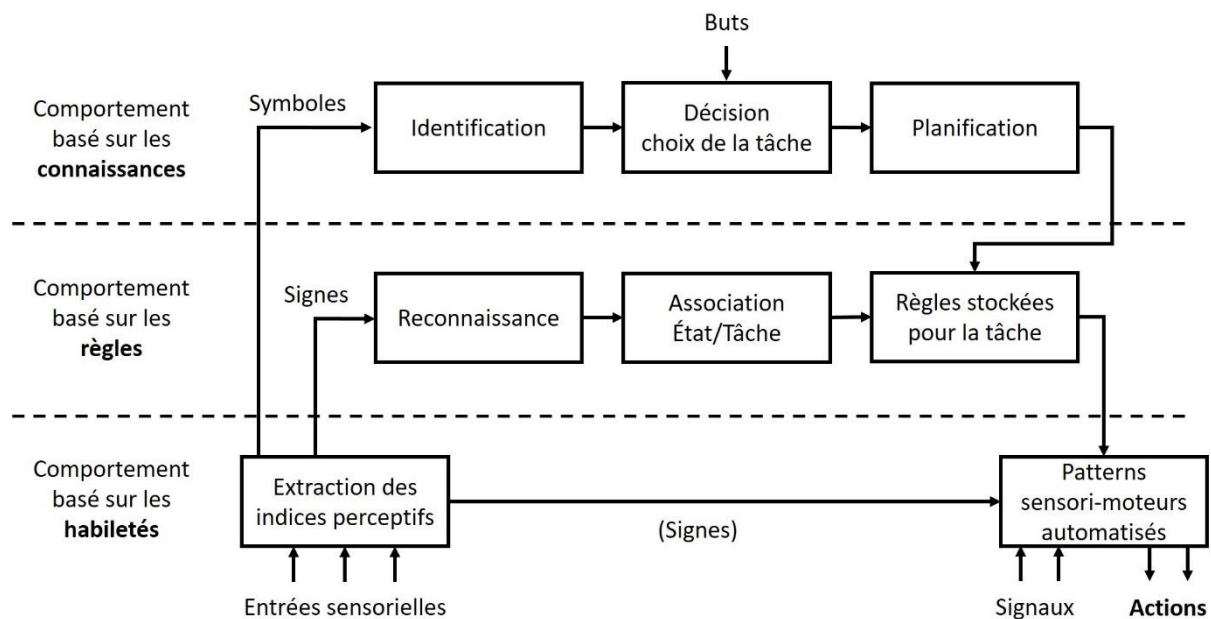 Buts
Comportement
basé sur les
connaissances
Symboles
Identification
Décision
choix de la tâche
Planification
Comportement
basé sur les
règles
Signes
Reconnaissance
Association
État/Tâche
Règles stockées
pour la tâche
Comportement
basé sur les
habiletés
Extraction des
indices perceptifs
(Signes)
Patterns
sensori-moteurs
automatisés
Entrées sensorielles
Signaux
Actions